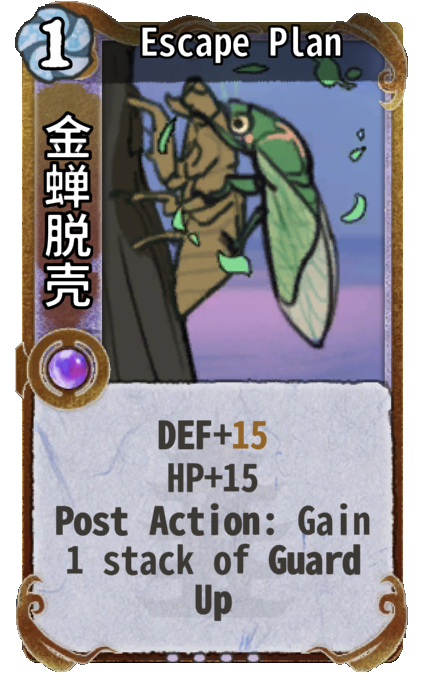 1
Escape Plan
金蝉脱壳
DEF+15
HP+15
Post Action: Gain
1 stack of Guard
Up